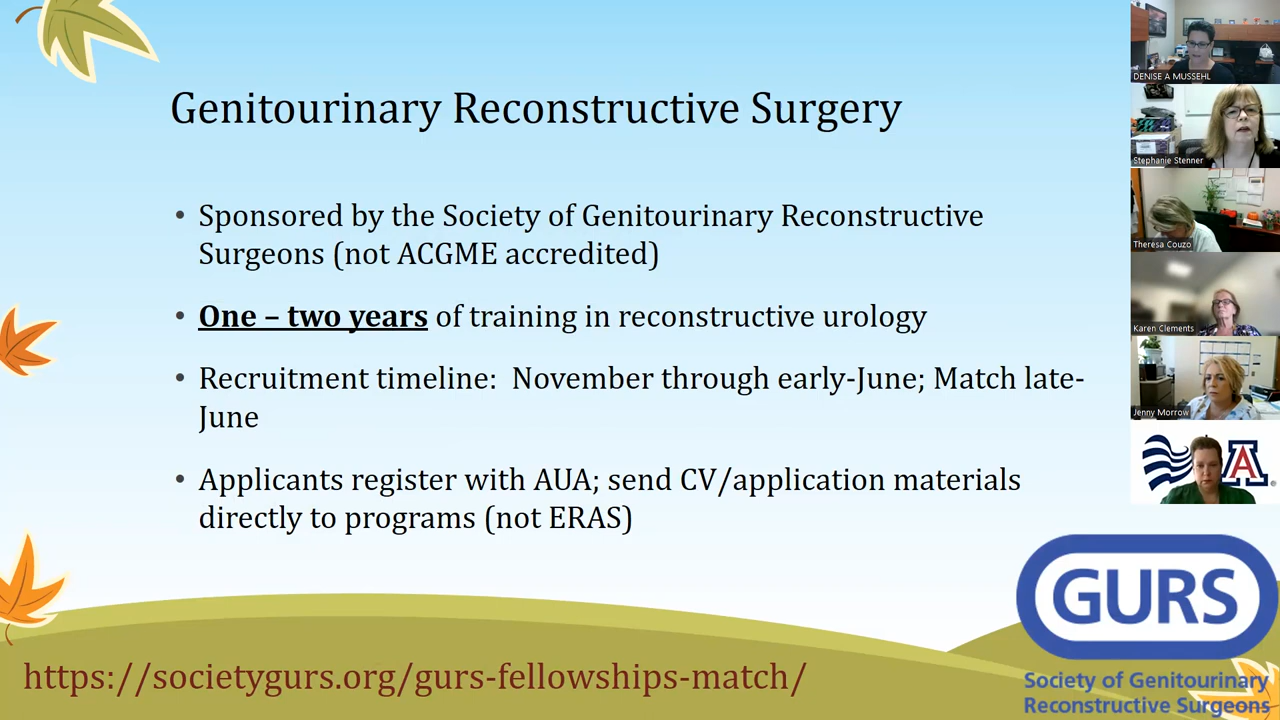 Genitourinary Reconstructive Surgery
• Sponsored by the Society of Genitourinary Reconstructive
Surgeons (not ACGME accredited)
• One – two years of training in reconstructive urology
• Recruitment timeline:  November through early-June; Match late-
June
• Applicants register with AUA; send CV/application materials
directly to programs (not ERAS)
https://societygurs.org/gurs-fellowships-match/
DENISE A MUSSEHL
Stephanie Stenner
Theresa Couzo
Karen Clements
Jenny Morrow
A
GURS
Society of Genitourinary
Reconstructive Surgeons